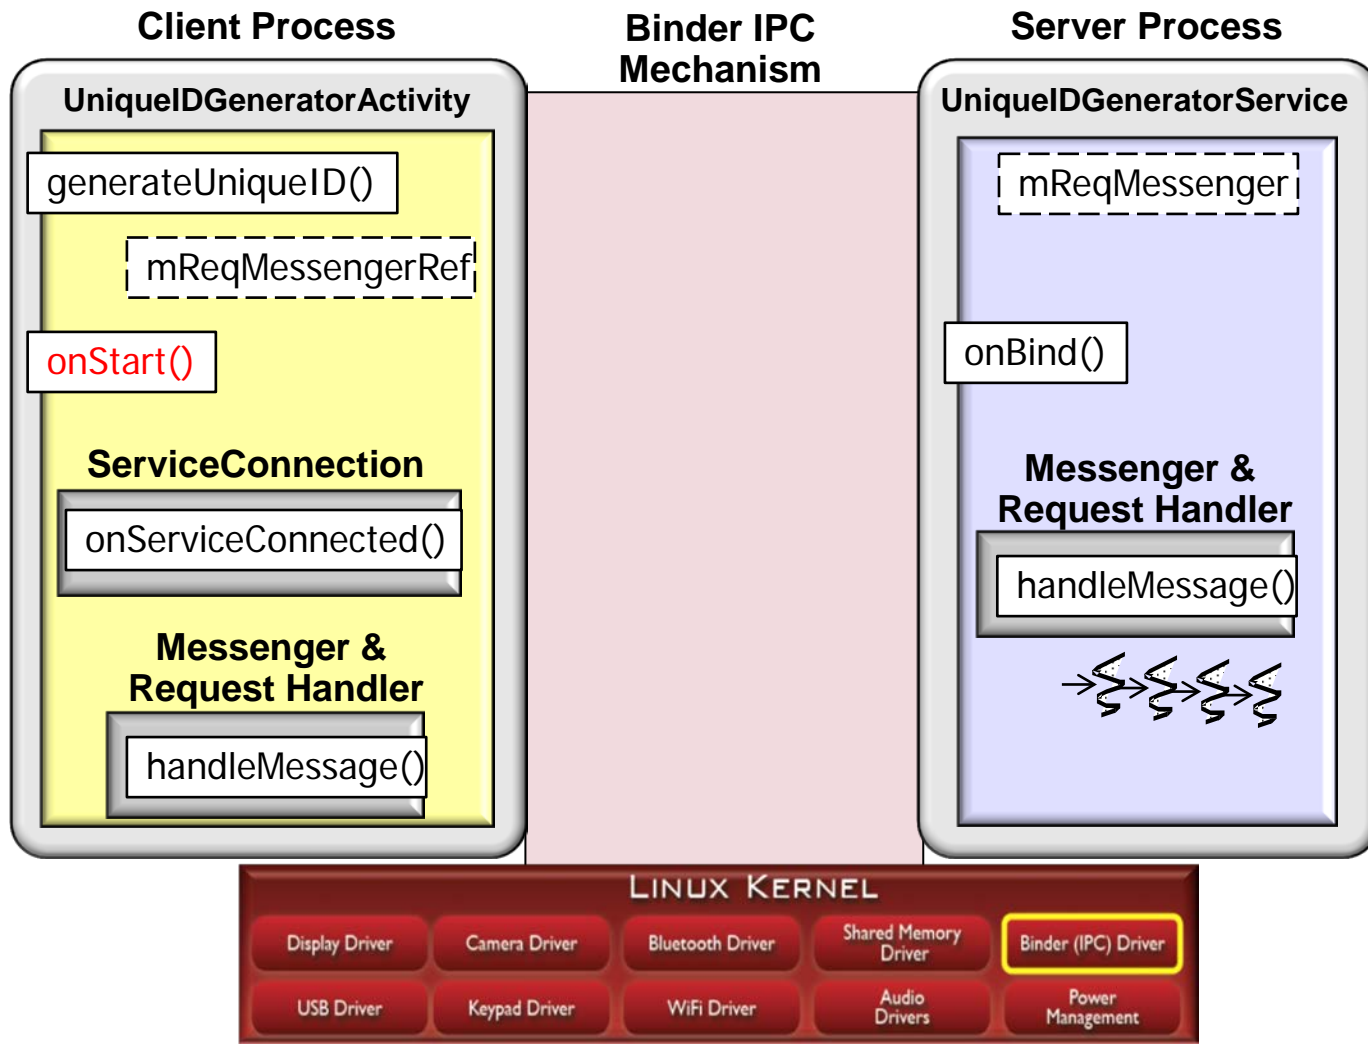 Client Process
Binder IPC
Mechanism
Server Process
UniqueIDGeneratorActivity
generateUniqueID()
mReqMessengerRef
onStart()
ServiceConnection
onServiceConnected()
Messenger &
Request Handler
handleMessage()
UniqueIDGeneratorService
mReqMessenger
onBind()
Messenger &
Request Handler
handleMessage()
LINUX KERNEL
Display Driver
Camera Driver
Bluetooth Driver
Shared Memory
Driver
Binder (IPC) Driver
USB Driver
Keypad Driver
WiFi Driver
Audio
Drivers
Power
Management